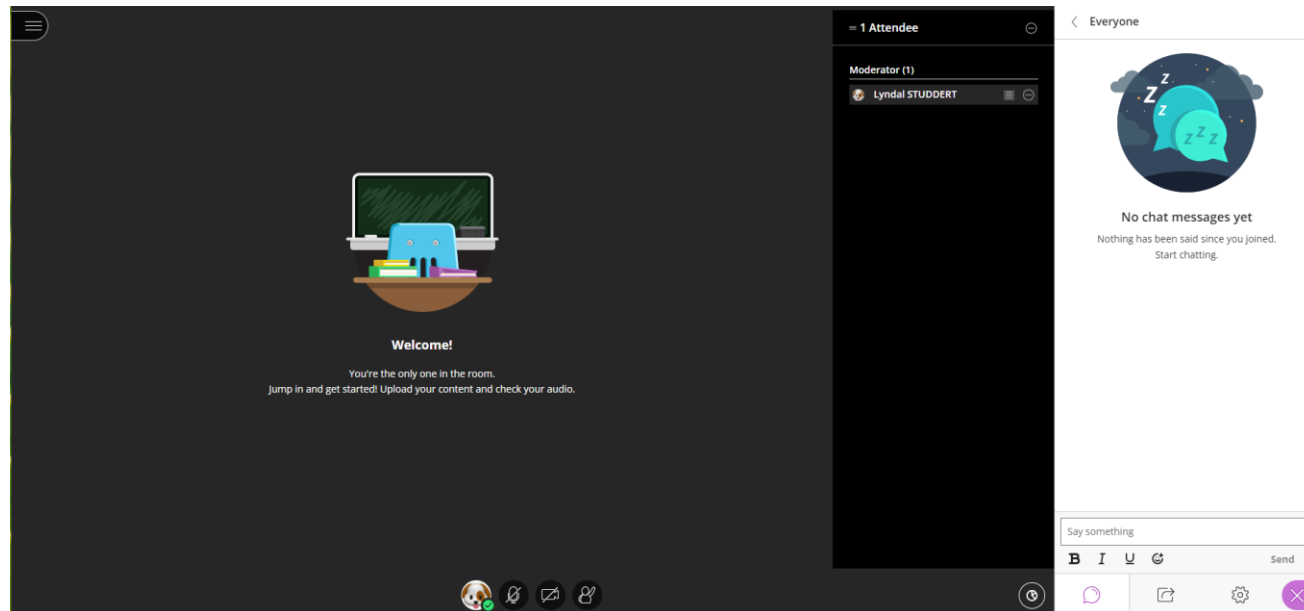 = 1 Attendee
Moderator (1)
Lyndal STUDDERT
Welcome!
You're the only one in the room.
Jump in and get started! Upload your content and check your audio.
Everyone
Z
Z
Z
Z
Z Z Z
No chat messages yet
Nothing has been said since you joined.
Start chatting.
Say something
B I U
Send